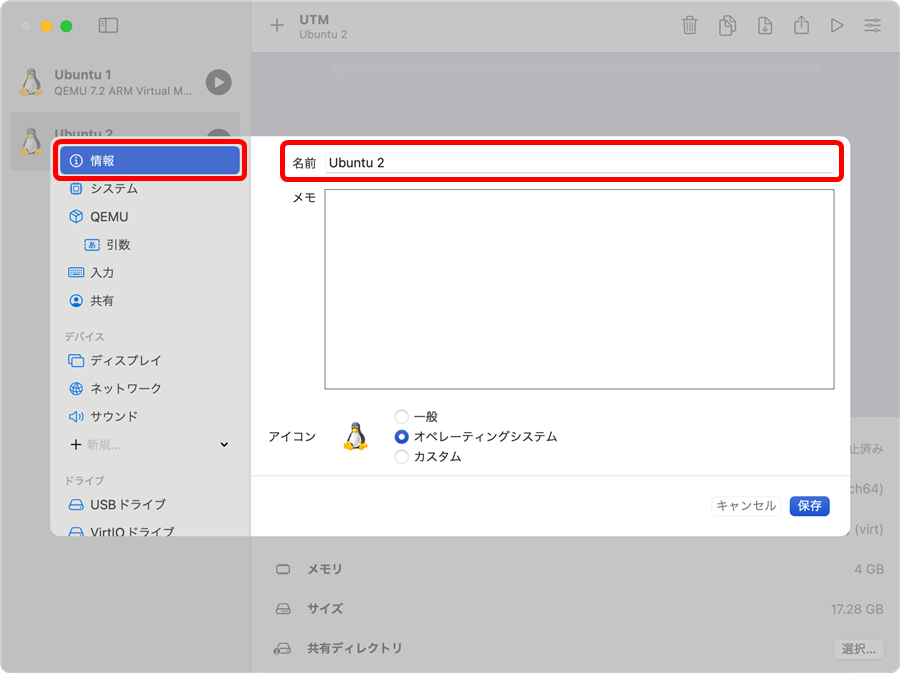 UTM
Ubuntu 2
Ubuntu 1
QEMU 7.2 ARM Virtual M...
Ubuntu 2
情報
システム
QEMU
引数
入力
共有
デバイス
ディスプレイ
ネットワーク
サウンド
新規...
ドライブ
USBドライブ
VirtIOドライブ
名前 Ubuntu 2
メモ
アイコン
一般
オペレーティングシステム
カスタム
キャンセル 保存
止済み
ch64)
(virt)
メモリ 4 GB
サイズ 17.28 GB
共有ディレクトリ 選択...